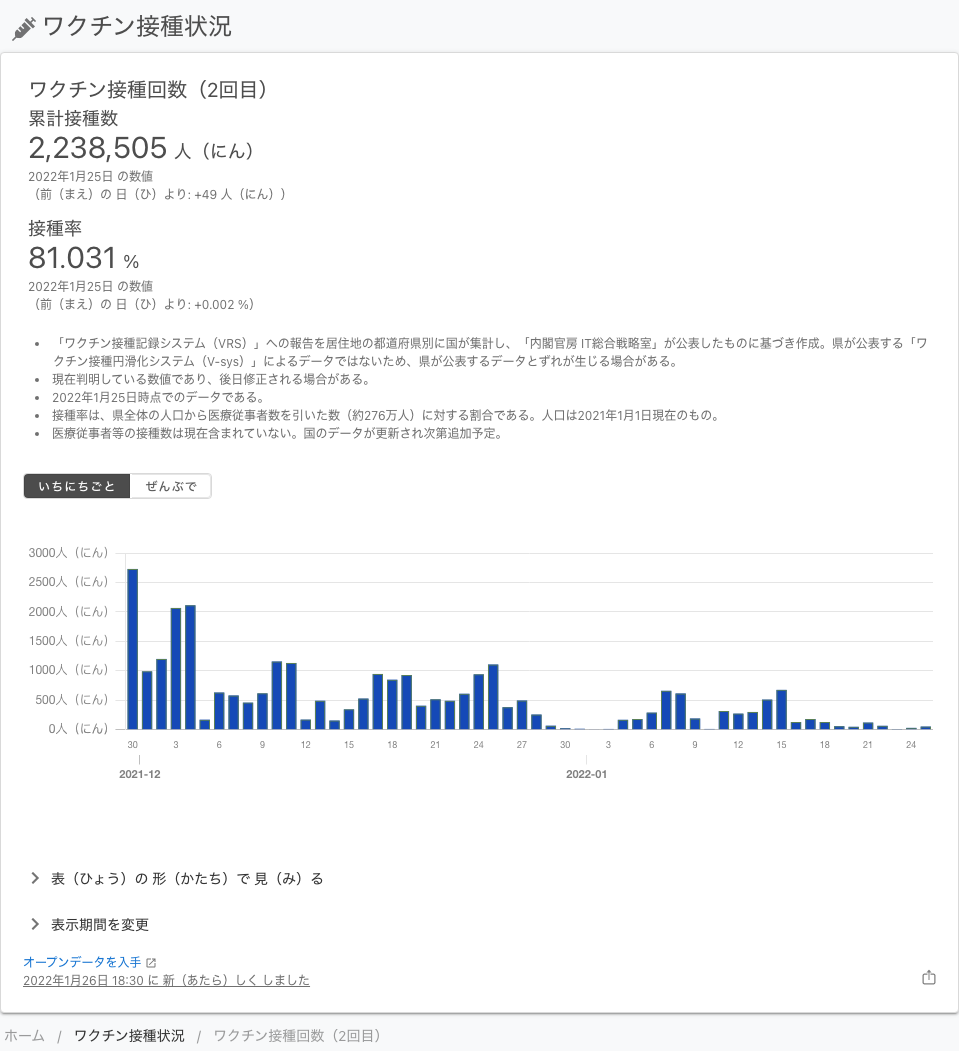 ワクチン接種状況
ワクチン接種回数（2回目）
累計接種数
2,238,505 人（にん）
2022年1月25日 の数値
（前（まえ）の 日（ひ）より: +49 人（にん））
接種率
81.031 %
2022年1月25日 の数値
（前（まえ）の 日（ひ）より: +0.002 %）
• 「ワクチン接種記録システム（VRS）」への報告を居住地の都道府県別に国が集計し、「内閣官房 IT総合戦略室」が公表したものに基づき作成。県が公表する「ワ
クチン接種円滑化システム（V-sys）」によるデータではないため、県が公表するデータとずれが生じる場合がある。
• 現在判明している数値であり、後日修正される場合がある。
• 2022年1月25日時点でのデータである。
• 接種率は、県全体の人口から医療従事者数を引いた数（約276万人）に対する割合である。人口は2021年1月1日現在のもの。
• 医療従事者等の接種数は現在含まれていない。国のデータが更新され次第追加予定。
いちにちごと ぜんぶで
3000人（にん）
2500人（にん）
2000人（にん）
1500人（にん）
1000人（にん）
500人（にん）
0人（にん）
30 3 6 9 12 15 18 21 24 27 30 3 6 9 12 15 18 21 24
2021-12 2022-01
表（ひょう）の 形（かたち）で 見（み）る
表示期間を変更
オープンデータを入手
2022年1月26日 18:30 に 新（あたら）しく しました
ホーム / ワクチン接種状況 / ワクチン接種回数（2回目）